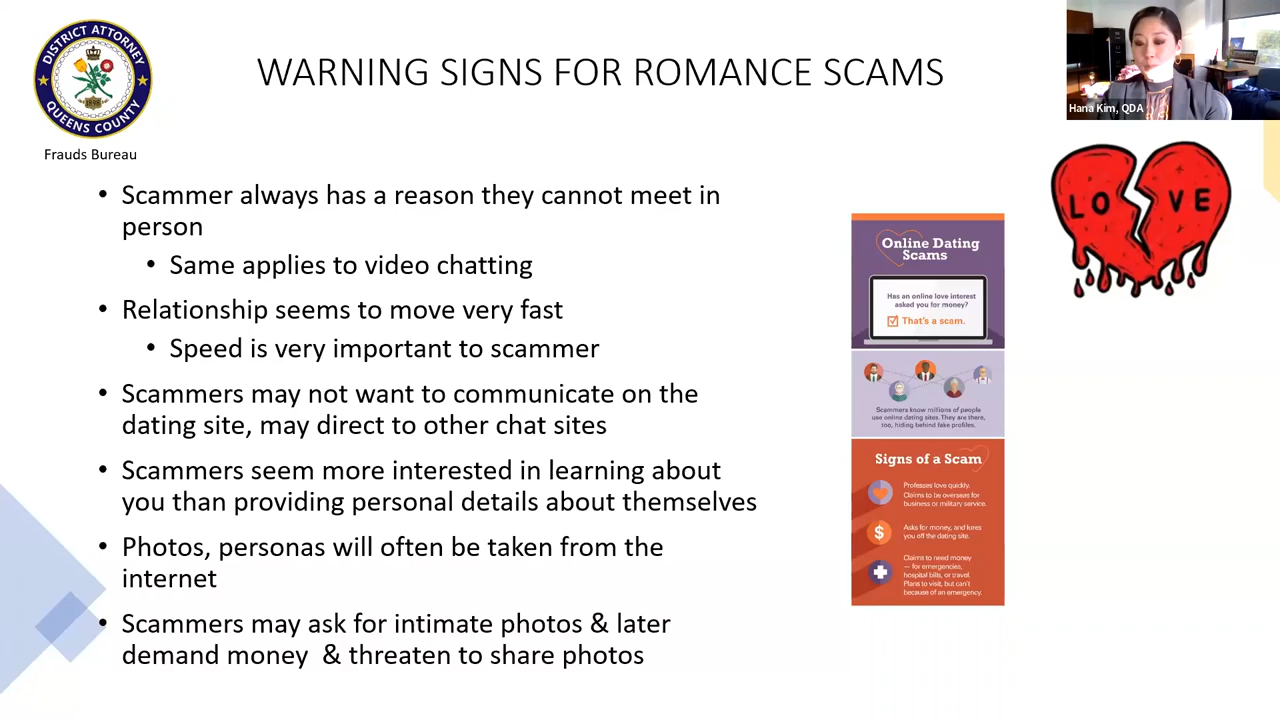 DISTRICT ATTORNEY
QUEENS COUNTY
1898
Frauds Bureau
WARNING SIGNS FOR ROMANCE SCAMS
Hana Kim, QDA
• Scammer always has a reason they cannot meet in
person
• Same applies to video chatting
• Relationship seems to move very fast
• Speed is very important to scammer
• Scammers may not want to communicate on the
dating site, may direct to other chat sites
• Scammers seem more interested in learning about
you than providing personal details about themselves
• Photos, personas will often be taken from the
internet
• Scammers may ask for intimate photos & later
demand money  & threaten to share photos
Online Dating
Scams
Has an online love interest
asked you for money?
That's a scam.
Scammers know millions of people
use online dating sites. They are there,
too, hiding behind fake profiles.
Signs of a Scam
Professes love quickly.
Claims to be overseas for
business or military service.
$
Asks for money, and lures
you off the dating site.
Claims to need money
— for emergencies,
hospital bills, or travel.
Plans to visit, but can't
because of an emergency.
LO VE